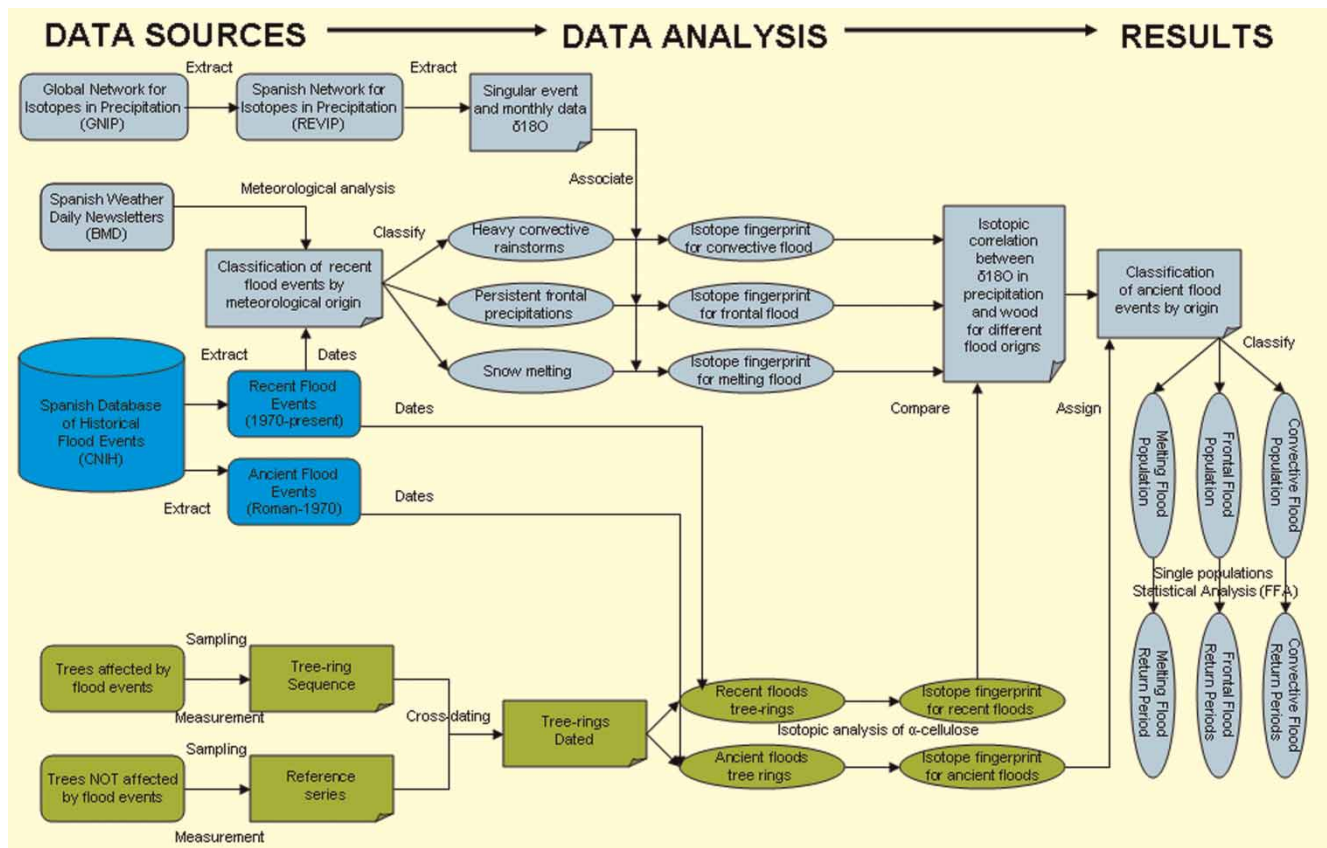 DATA SOURCES
DATA ANALYSIS
RESULTS
Global Network for
Isotopes in Precipitation
(GNIP)
Extract
Spanish Network for
Isotopes in Precipitation
(REVIP)
Extract
Singular event
and monthly data
δ18O
Associate
Spanish Weather
Daily Newsletters
(BMD)
Meteorological analysis
Classification of recent
flood events by
meteorological origin
Classify
Heavy convective
rainstorms
Persistent frontal
precipitations
Snow melting
Isotope fingerprint
for convective flood
Isotope fingerprint
for frontal flood
Isotope fingerprint
for melting flood
Isotopic
correlation
between
δ18O in
precipitation
and wood for
different
flood origns
Classification
of ancient flood
events by origin
Classify
Spanish Database
of Historical
Flood Events
(CNIH)
Extract
Dates
Recent Flood
Events
(1970-present)
Dates
Extract
Ancient Flood
Events
(Roman-1970)
Dates
Compare
Assign
Melting Flood
Population
Frontal Flood
Population
Convective Flood
Population
Single populations
Statistical Analysis (FFA)
Melting Flood
Return Period
Frontal Flood
Return Periods
Convective Flood
Return Periods
Trees affected by
flood events
Sampling
Measurement
Tree-ring
Sequence
Trees NOT affected
by flood events
Sampling
Measurement
Reference
series
Cross-dating
Tree-rings
Dated
Recent floods
tree-rings
Isotope fingerprint
for recent floods
Isotopic analysis of α-cellulose
Ancient floods
tree rings
Isotope fingerprint
for ancient floods